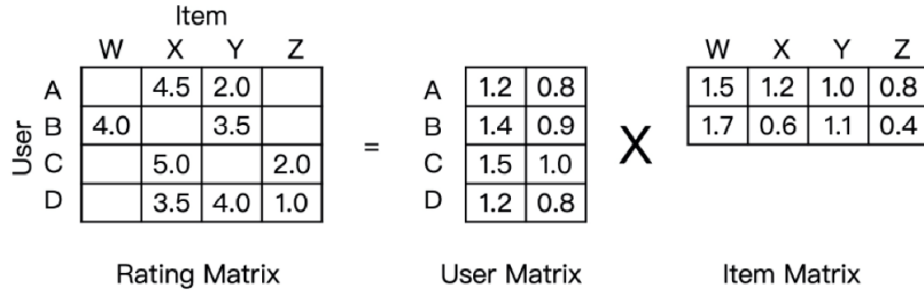 Item
W X Y Z W X Y Z
A 4.5 2.0 A 1.2 0.8 1.5 1.2 1.0 0.8
B 4.0 3.5 B 1.4 0.9 1.7 0.6 1.1 0.4
User = X
C 5.0 2.0 C 1.5 1.0
D 3.5 4.0 1.0 D 1.2 0.8
Rating Matrix User Matrix Item Matrix